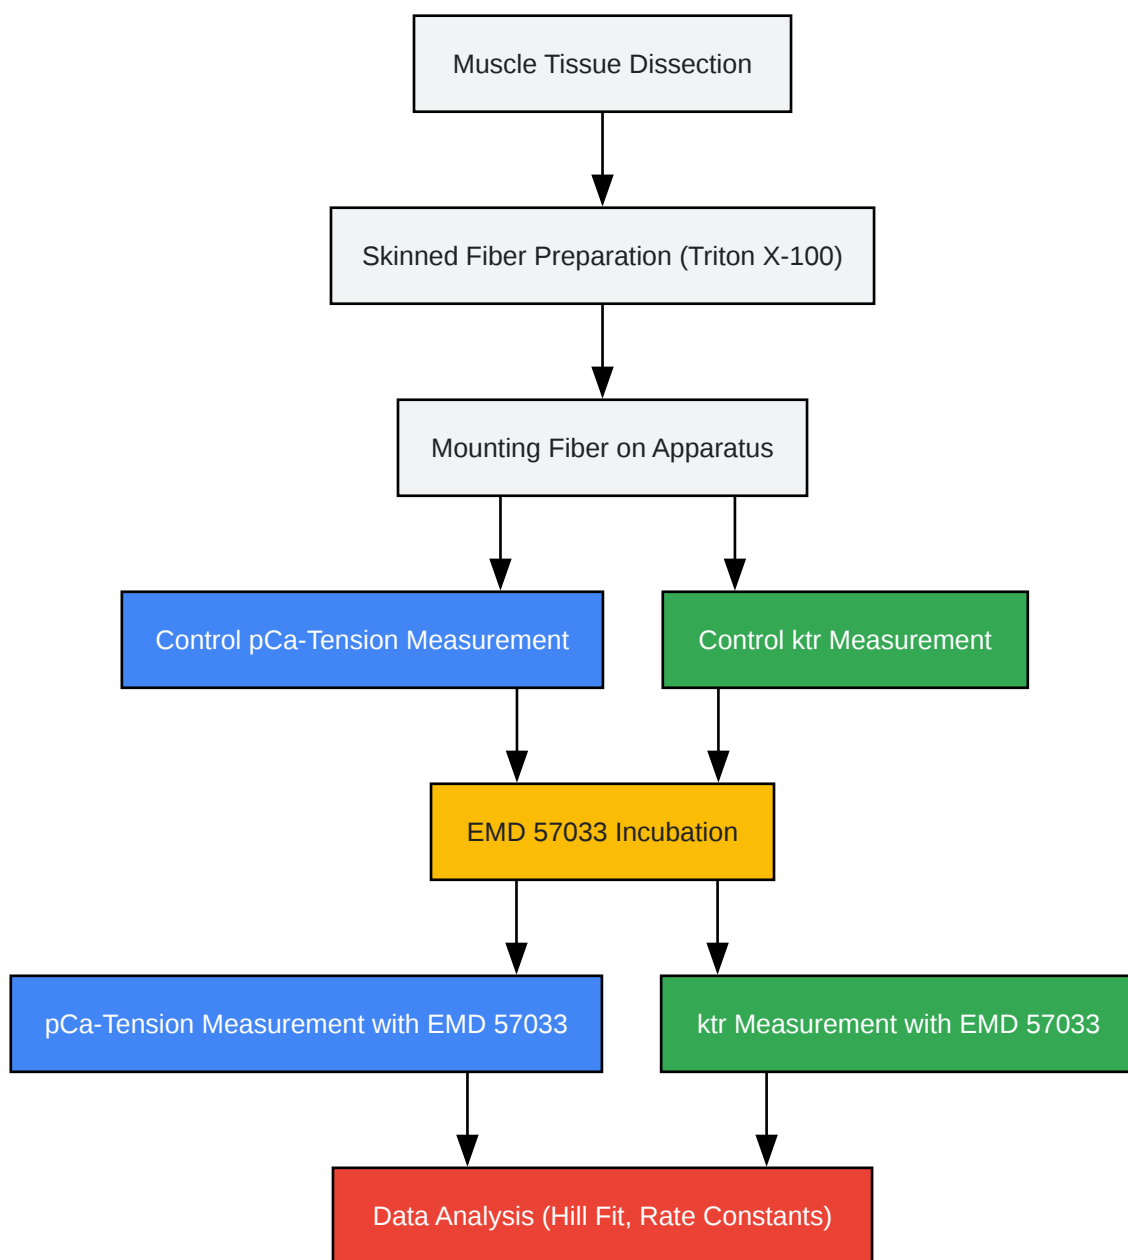 Muscle Tissue Dissection
Skinned Fiber Preparation (Triton X-100)
Mounting Fiber on Apparatus
Control pCa-Tension Measurement
Control ktr Measurement
EMD 57033 Incubation
pCa-Tension Measurement with EMD 57033
ktr Measurement with EMD 57033
Data Analysis (Hill Fit, Rate Constants)